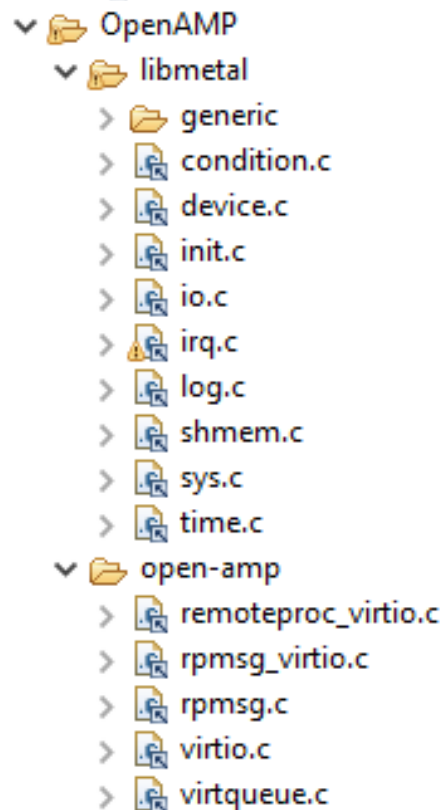 OpenAMP
libmetal
generic
condition.c
device.c
init.c
io.c
irq.c
log.c
shmem.c
sys.c
time.c
open-amp
remoteproc_virtio.c
rpmsg_virtio.c
rpmsg.c
virtio.c
virtqueue.c